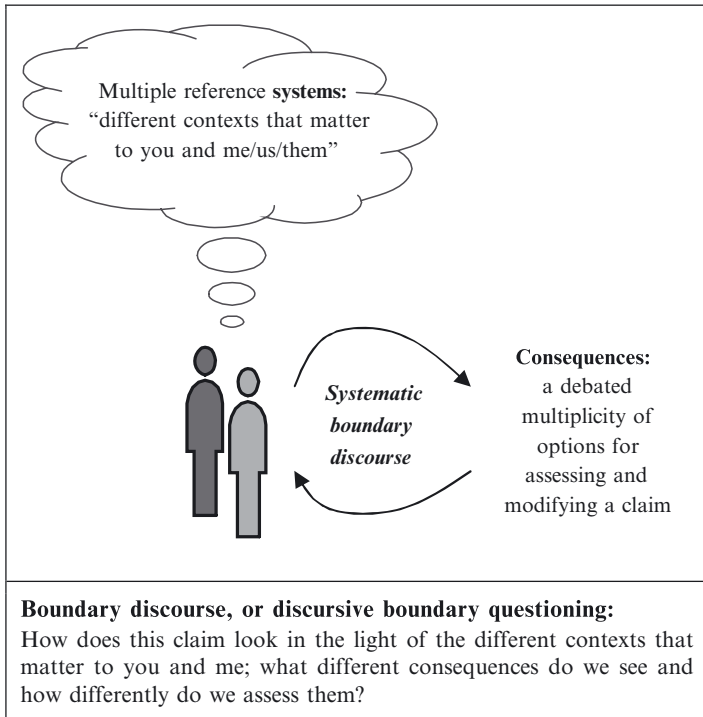 Multiple reference systems:
“different contexts that matter
to you and me/us/them”
Systematic
boundary
discourse
Consequences:
a debated
multiplicity of
options for
assessing and
modifying a claim
Boundary discourse, or discursive boundary questioning:
How does this claim look in the light of the different contexts that
matter to you and me; what different consequences do we see and
how differently do we assess them?